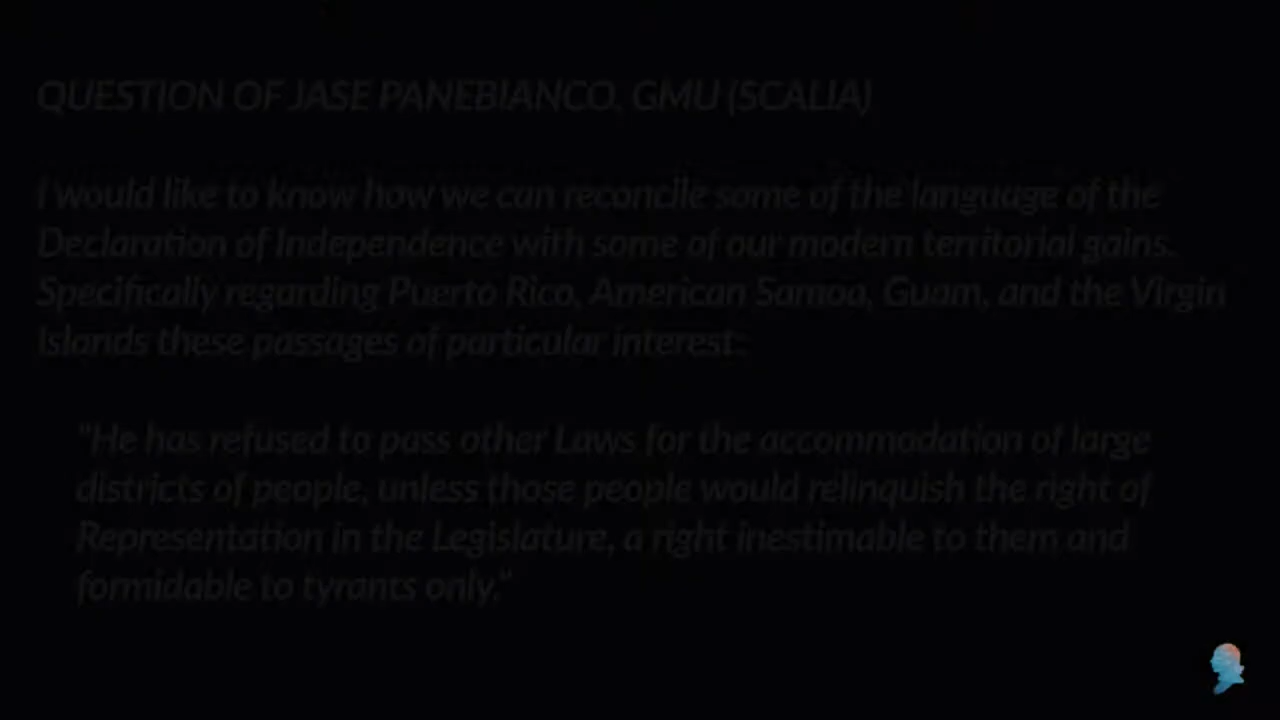 QUESTION OF JASE PANEBIANCO, GMU (SCALIA)
I would like to know how we can reconcile some of the language of the
Declaration of Independence with some of our modern territorial gains.
Specifically regarding Puerto Rico, American Samoa, Guam, and the Virgin
Islands these passages of particular interest:
"He has refused to pass other Laws for the accommodation of large
districts of people, unless those people would relinquish the right of
Representation in the Legislature, a right inestimable to them and
formidable to tyrants only."